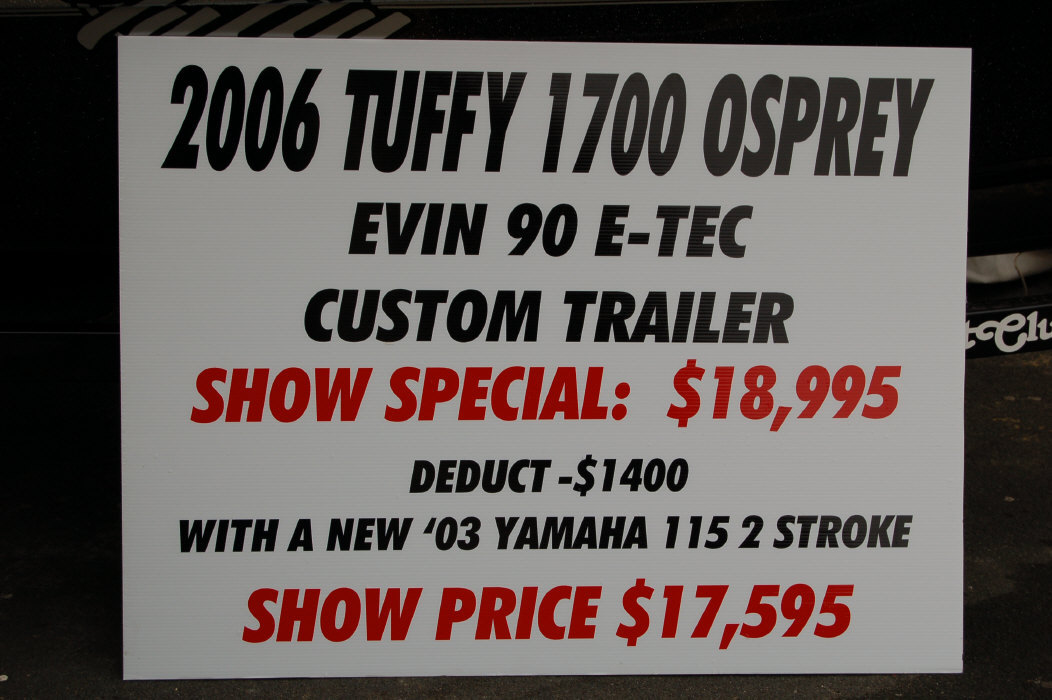 2006 TUFFY 1700 OSPREY
EVIN 90 E-TEC
CUSTOM TRAILER
SHOW SPECIAL: $18,995
DEDUCT -$1400
WITH A NEW ‘03 YAMAHA 115 2 STROKE
SHOW PRICE $17,595